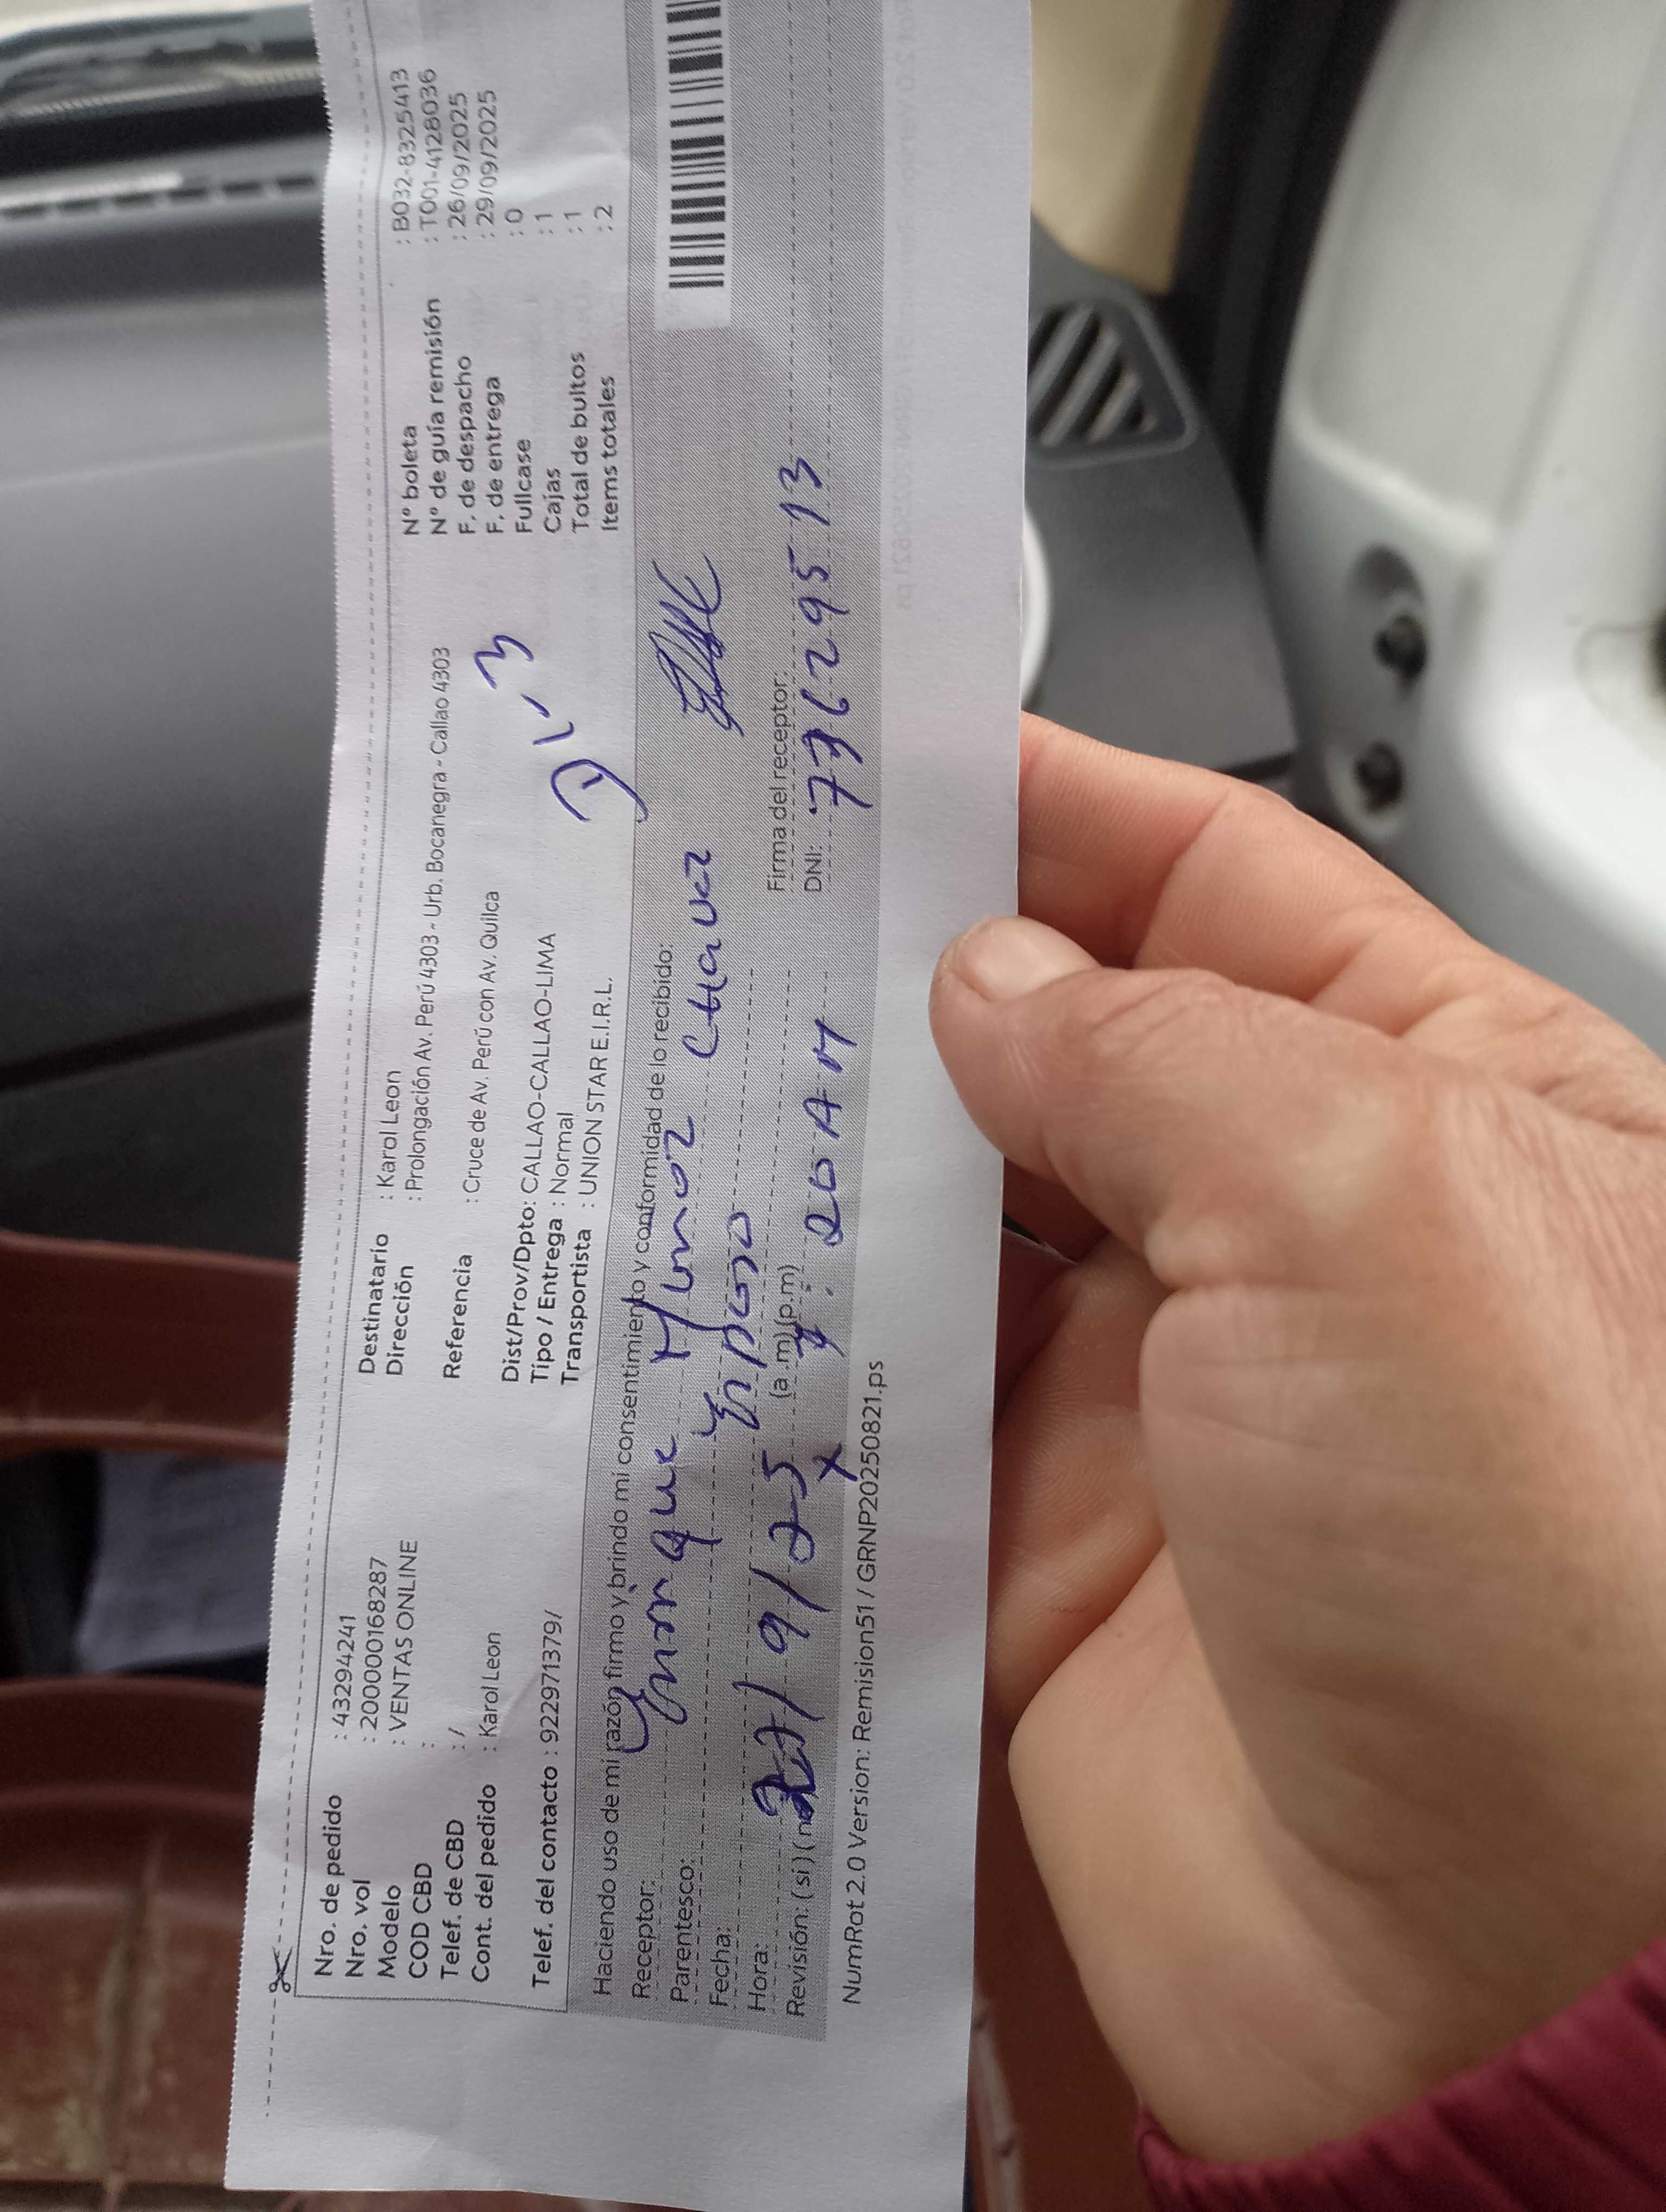 Nro. de pedido : 43294241
Nro. vol : 200000168287
Modelo : VENTAS ONLINE
COD CBD :
Telef. de CBD : /
Cont. del pedido : Karol Leon
Telef. del contacto : 922971379/
Destinatario : Karol Leon
Dirección : Prolongación Av. Perú 4303 - Urb. Bocanegra - Callao 4303
Referencia : Cruce de Av. Perú con Av. Quilca
Dist/Prov/Dpto: CALLAO-CALLAO-LIMA
Tipo / Entrega : Normal
Transportista : UNION STAR E.I.R.L.
N° boleta : B032-8325413
N° de guía remisión : T001-4128036
F. de despacho : 26/09/2025
F. de entrega : 29/09/2025
Fullcase : 0
Cajas : 1
Total de bultos : 1
Items totales : 2
Haciendo uso de mi razón firmo y brindo mi consentimiento y conformidad de lo recibido:
Receptor: Enrique Muñoz Chavez
Parentesco: Esposo
Fecha: 27/9/25
Hora: (a.m)(p.m) 20 AM
Revisión: (si) X
Firma del receptor:
DNI: 73629513
NumRot 2.0 Version: Remision51 / GRNP20250821.ps